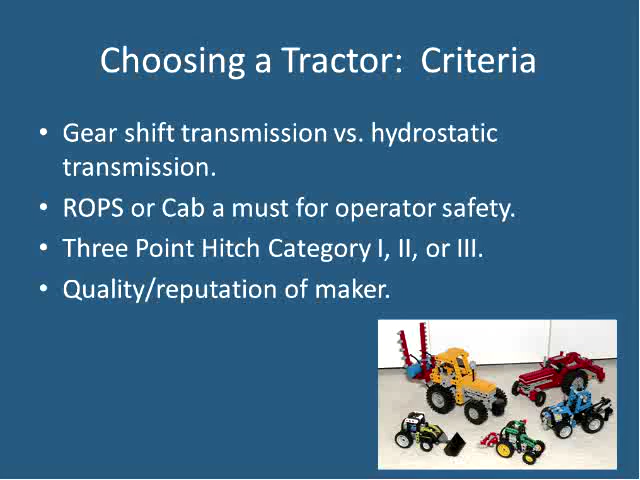 Choosing a Tractor:  Criteria
• Gear shift transmission vs. hydrostatic
transmission.
• ROPS or Cab a must for operator safety.
• Three Point Hitch Category I, II, or III.
• Quality/reputation of maker.